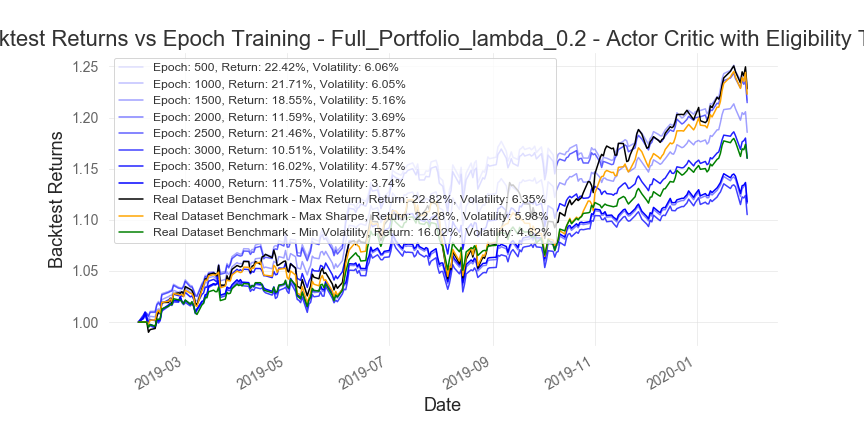 ktest Returns vs Epoch Training - Full_Portfolio_lambda_0.2 - Actor Critic with Eligibility T
Epoch: 500, Return: 22.42%, Volatility: 6.06%
Epoch: 1000, Return: 21.71%, Volatility: 6.05%
Epoch: 1500, Return: 18.55%, Volatility: 5.16%
Epoch: 2000, Return: 11.59%, Volatility: 3.69%
Epoch: 2500, Return: 21.46%, Volatility: 5.87%
Epoch: 3000, Return: 10.51%, Volatility: 3.54%
Epoch: 3500, Return: 16.02%, Volatility: 4.57%
Epoch: 4000, Return: 11.75%, Volatility: 3.74%
Real Dataset Benchmark - Max Return, Return: 22.82%, Volatility: 6.35%
Real Dataset Benchmark - Max Sharpe, Return: 22.28%, Volatility: 5.98%
Real Dataset Benchmark - Min Volatility, Return: 16.02%, Volatility: 4.62%
Backtest Returns
1.25
1.20
1.15
1.10
1.05
1.00
2019-03
2019-05
2019-07
2019-09
2019-11
2020-01
Date